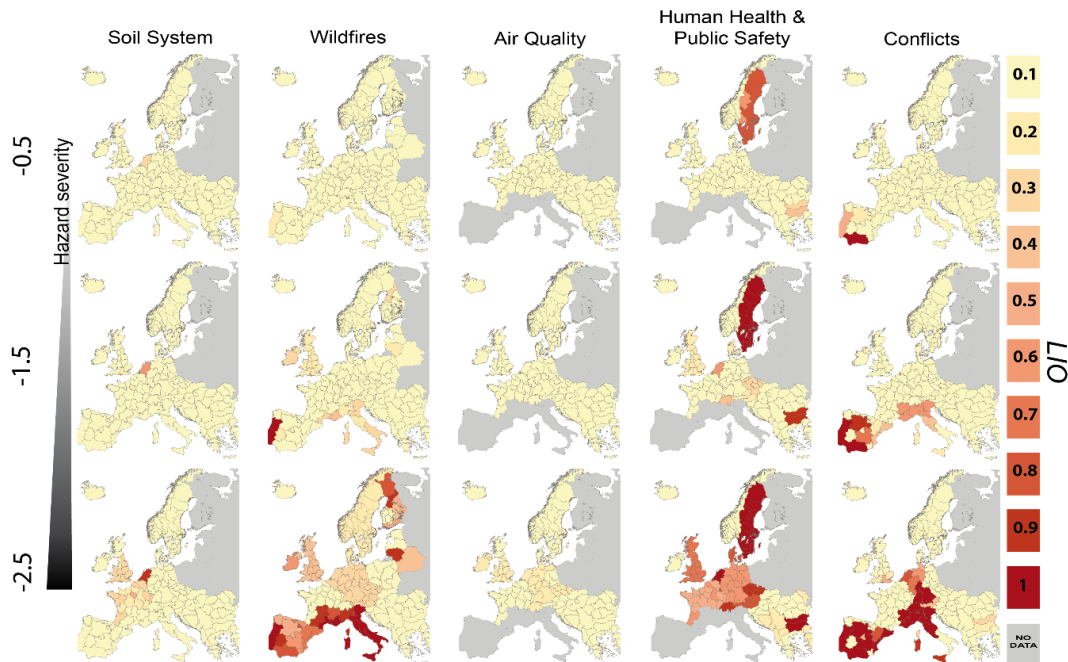 Soil System
Wildfires
Air Quality
Human Health &
Public Safety
Conflicts
-0.5
-1.5
-2.5
Hazard severity
0.1
0.2
0.3
0.4
0.5
0.6
0.7
0.8
0.9
1
NO
DATA
LIO